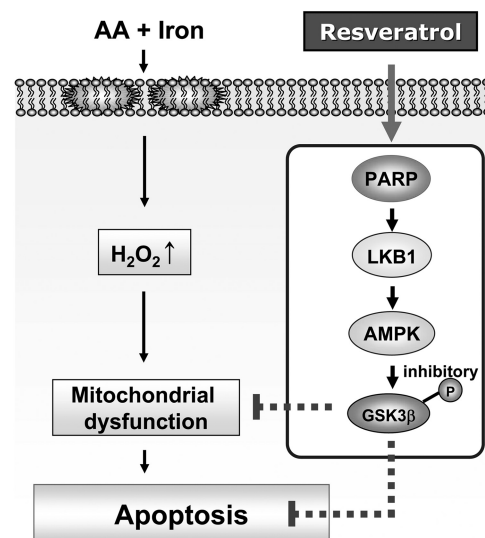 AA + Iron
Resveratrol
PARP
LKB1
H₂O₂ ↑
AMPK
inhibitory
P
Mitochondrial
dysfunction
GSK3β
Apoptosis